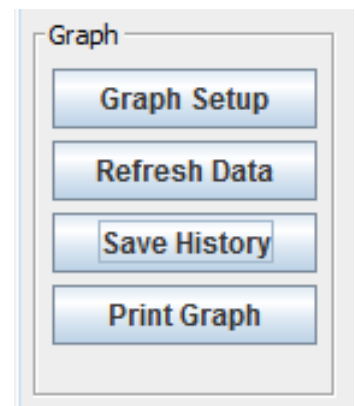 Graph
Graph Setup
Refresh Data
Save History
Print Graph